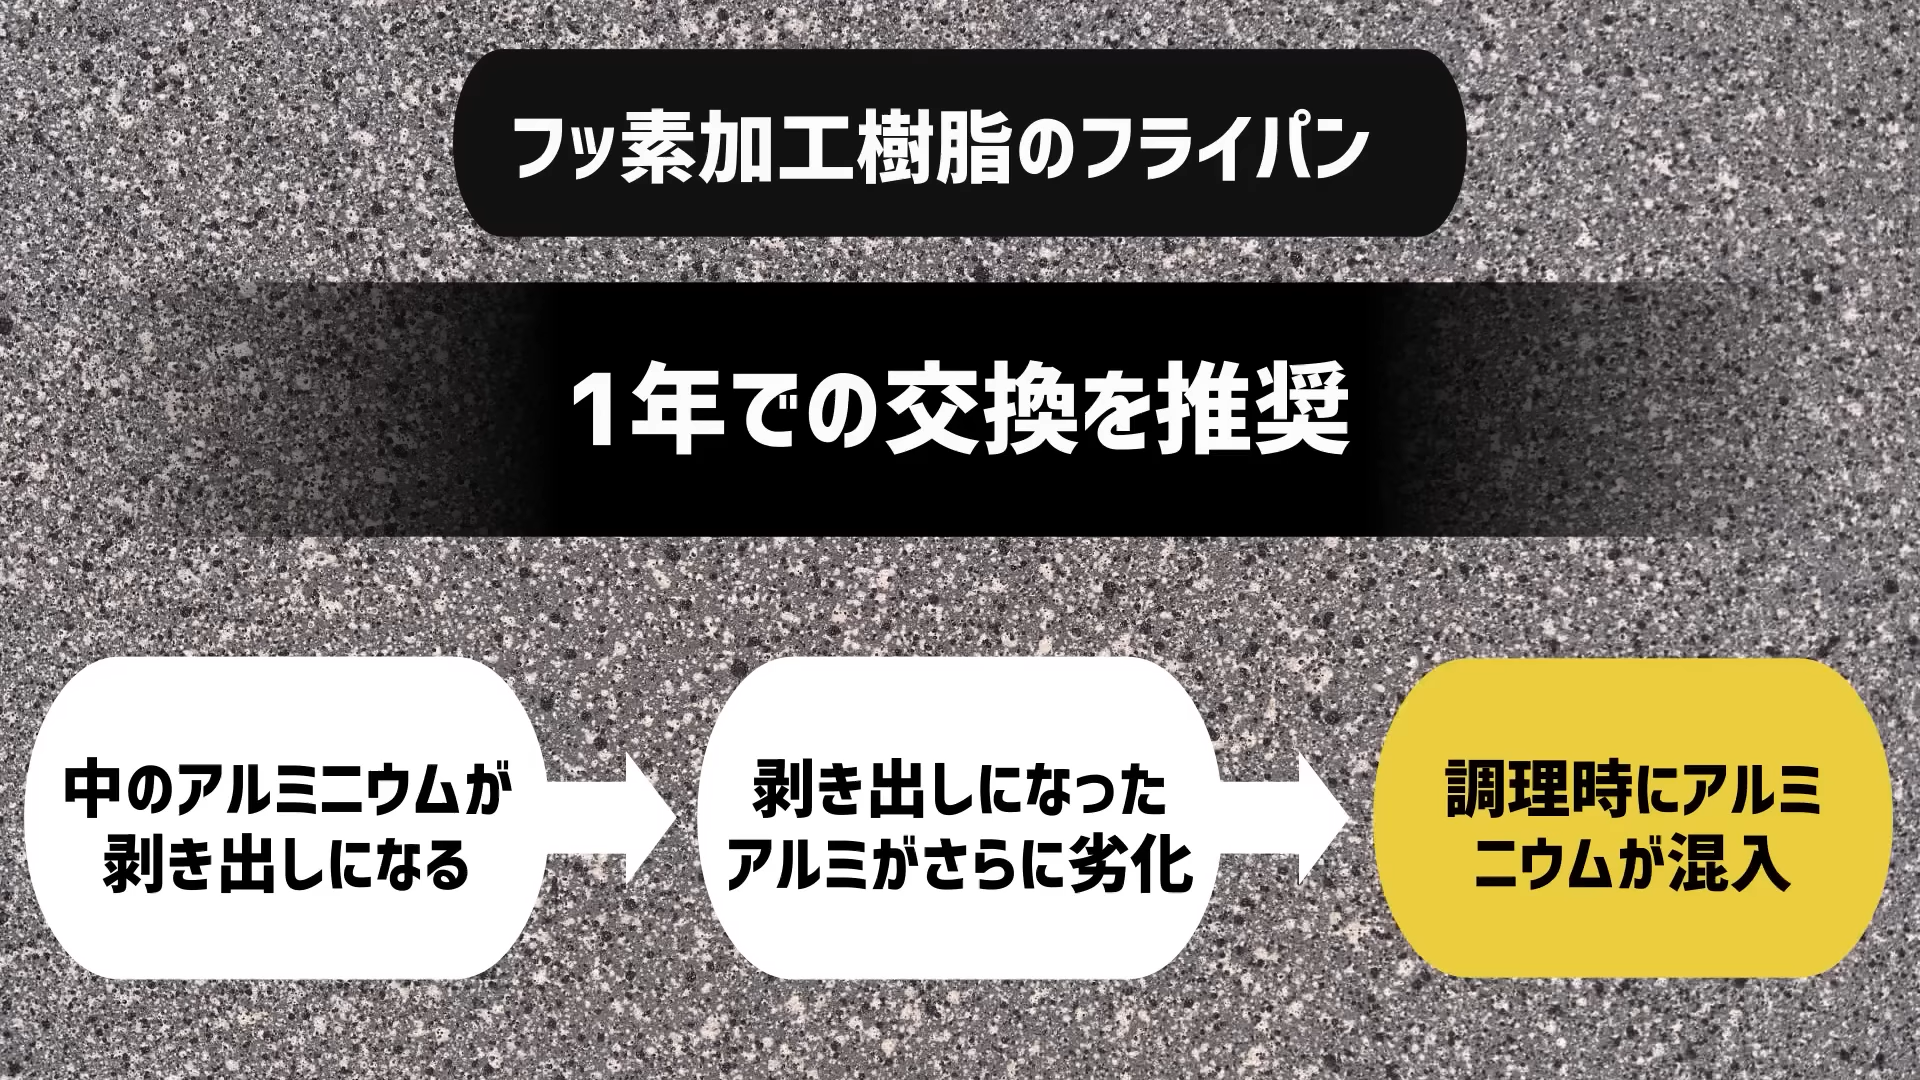 フッ素加工樹脂のフライパン
1年での交換を推奨
中のアルミニウムが
剥き出しになる
剥き出しになった
アルミがさらに劣化
調理時にアルミ
ニウムが混入